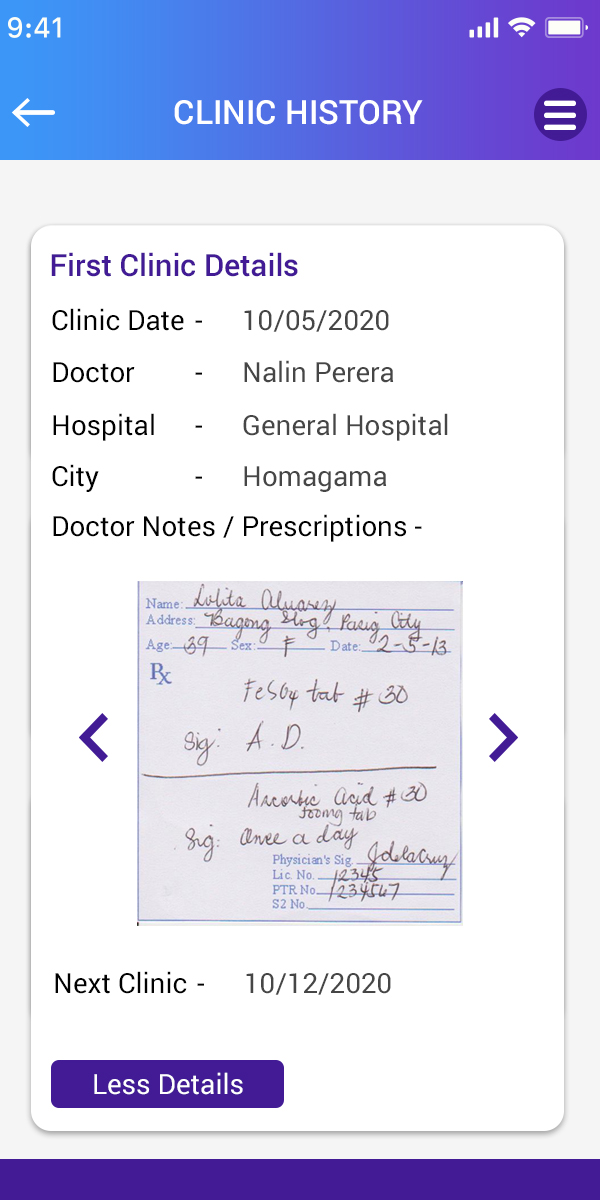 9:41
CLINIC HISTORY
First Clinic Details
Clinic Date - 10/05/2020
Doctor - Nalin Perera
Hospital - General Hospital
City - Homagama
Doctor Notes / Prescriptions -
Name: Lolita Alvarez
Address: Bagong Ilog, Pasig City
Age: 39 Sex: F Date: 2-5-13
Rx
FeSO4 tab # 30
Sig: A.D.
Ascorbic Acid # 30
tab
Sig: Once a day
Physician's Sig. Jdelacruz
Lic. No. 12345
PTR No. 1234567
S2 No.
Next Clinic - 10/12/2020
Less Details